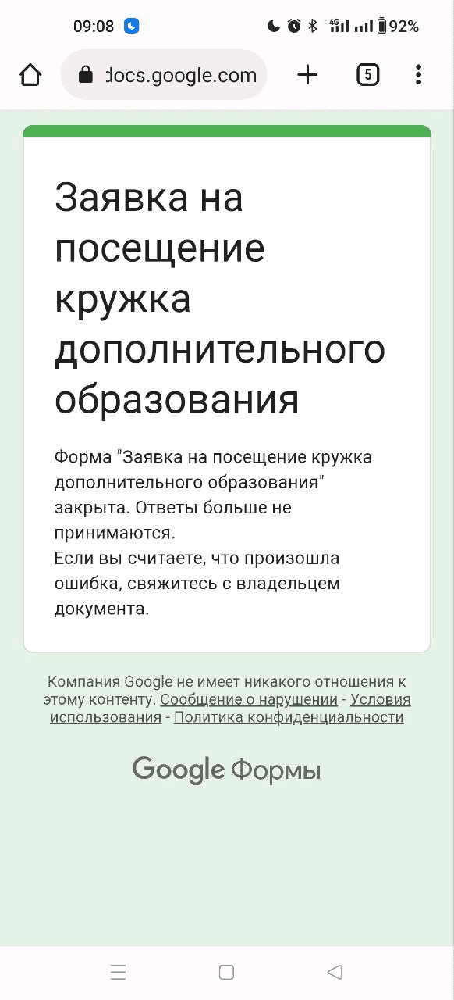 09:08
4G
92%
docs.google.com
5
Заявка на
посещение
кружка
дополнительного
образования
Форма "Заявка на посещение кружка
дополнительного образования"
закрыта. Ответы больше не
принимаются.
Если вы считаете, что произошла
ошибка, свяжитесь с владельцем
документа.
Компания Google не имеет никакого отношения к
этому контенту. Сообщение о нарушении - Условия
использования - Политика конфиденциальности
Google Формы